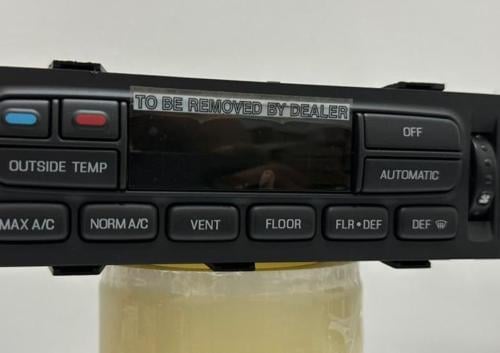 TO BE REMOVED BY DEALER
OFF
OUTSIDE TEMP
AUTOMATIC
MAX A/C NORM A/C VENT FLOOR FLR•DEF DEF